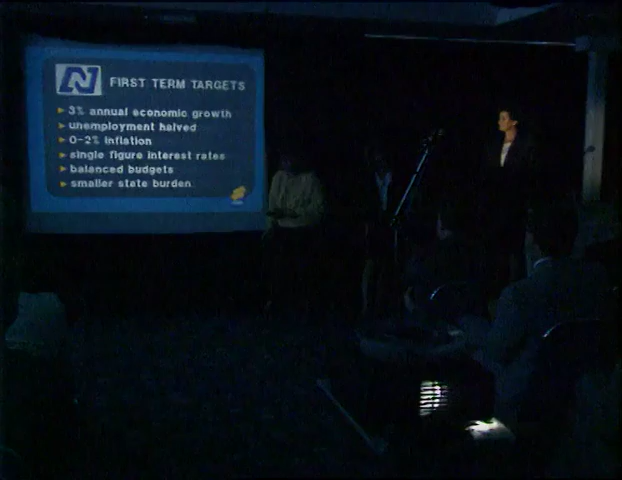 N FIRST TERM TARGETS
3% annual economic growth
unemployment halved
0-2% inflation
single figure interest rates
balanced budgets
smaller state burden